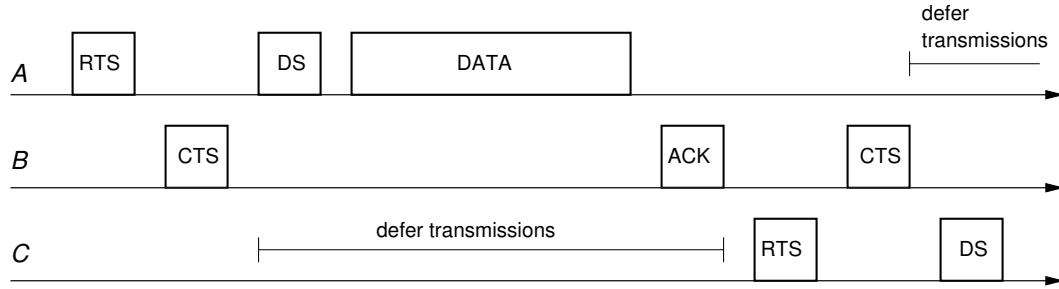 defer
transmissions
A RTS DS DATA
B CTS ACK CTS
defer transmissions
C RTS DS